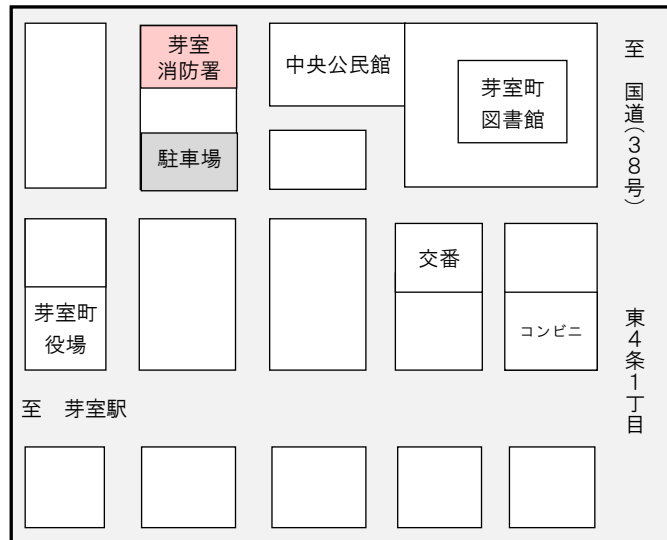 芽室
消防署
中央公民館
芽室町
図書館
至 国道(38号)
駐車場
交番
芽室町
役場
コンビニ
東4条1丁目
至 芽室駅